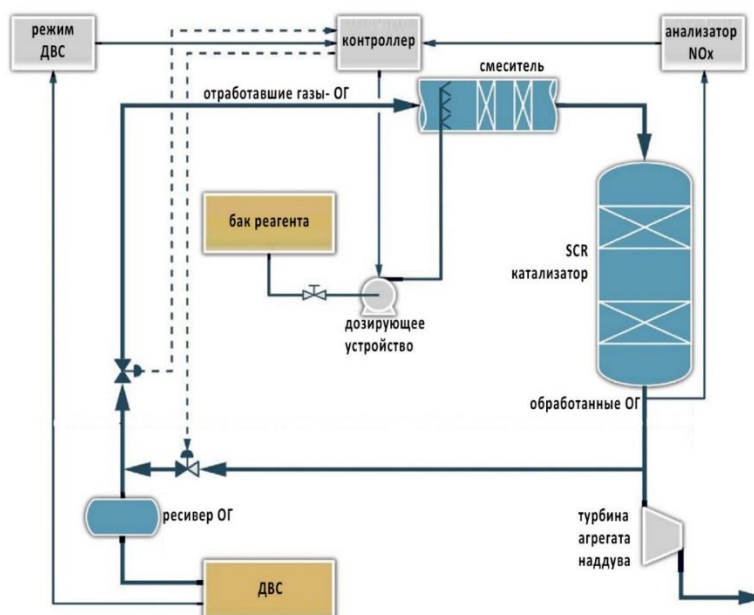 режим
ДВС
контроллер
анализатор
NOx
смеситель
отработавшие газы- ОГ
бак реагента
SCR
катализатор
дозирующее
устройство
обработанные ОГ
ресивер ОГ
турбина
агрегата
наддува
ДВС